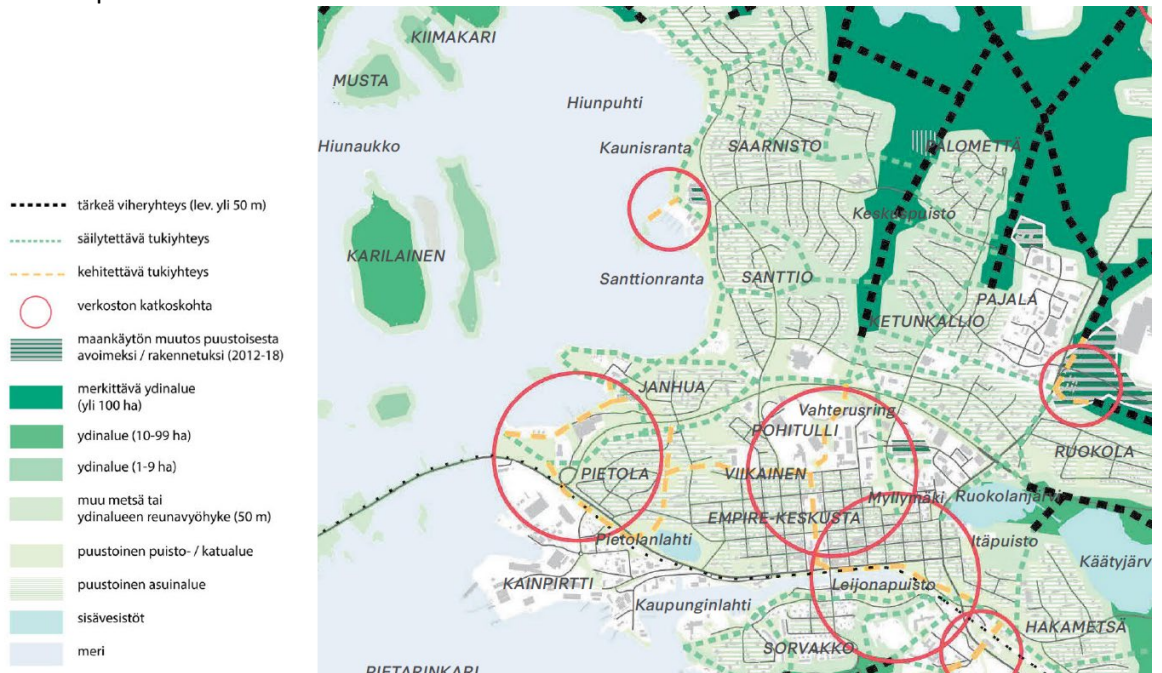 tärkeä viheryhteys (lev. yli 50 m)
säilytettävä tukiyhteys
kehitettävä tukiyhteys
verkoston katkoskohta
maankäytön muutos puustoisesta
avoimeksi / rakennetuksi (2012-18)
merkittävä ydinalue
(yli 100 ha)
ydinalue (10-99 ha)
ydinalue (1-9 ha)
muu metsä tai
ydinalueen reunavyöhyke (50 m)
puustoinen puisto- / katualue
puustoinen asuinalue
sisävesistöt
meri
KIIMAKARI
MUSTA
Hiunpuhti
Hiunaukko
Kaunisranta
SAARNISTO
PALOMETTÄ
Keskuspuisto
KARILAINEN
Santtionranta
SANTTIO
PAJALA
KETUNKALLIO
JANHUA
Vahterusring
POHITULLI
RUOKOLA
PIETOLA
VIIKAINEN
Myllymäki
Ruokolanjärvi
EMPIRE-KESKUSTA
Pietolanlahti
Itäpuisto
Käätyjärv
KAINPIRTTI
Leijonapuisto
Kaupunginlahti
HAKAMETSÄ
SORVAKKO
PIETARINKARI